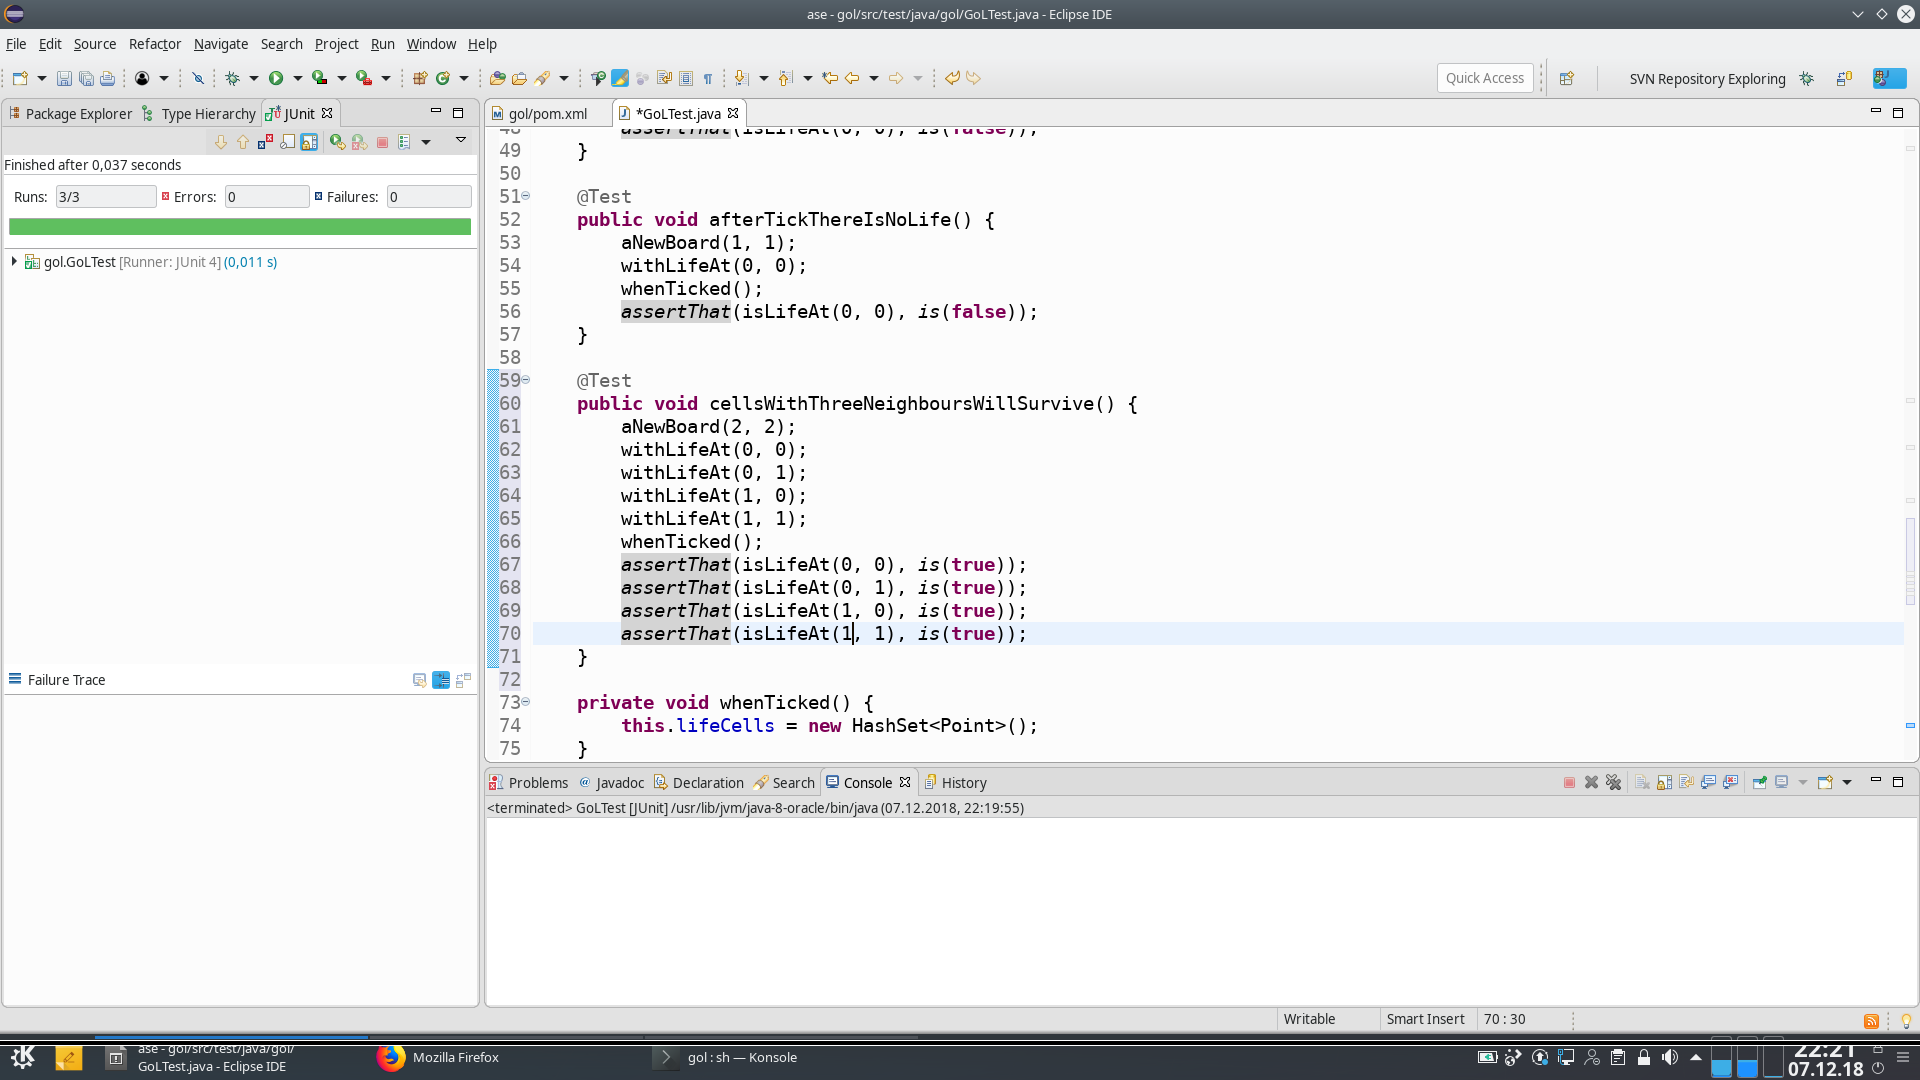 ase - gol/src/test/java/gol/GoLTest.java - Eclipse IDE
File Edit Source Refactor Navigate Search Project Run Window Help
Quick Access
SVN Repository Exploring
Package Explorer Type Hierarchy JUnit
gol/pom.xml *GoLTest.java
Finished after 0,037 seconds
Runs: 3/3 Errors: 0 Failures: 0
gol.GoLTest [Runner: JUnit 4] (0,011 s)
Failure Trace
48 assertThat(isLifeAt(0, 0), is(false));
49 }
50
51 @Test
52 public void afterTickThereIsNoLife() {
53 aNewBoard(1, 1);
54 withLifeAt(0, 0);
55 whenTicked();
56 assertThat(isLifeAt(0, 0), is(false));
57 }
58
59 @Test
60 public void cellsWithThreeNeighboursWillSurvive() {
61 aNewBoard(2, 2);
62 withLifeAt(0, 0);
63 withLifeAt(0, 1);
64 withLifeAt(1, 0);
65 withLifeAt(1, 1);
66 whenTicked();
67 assertThat(isLifeAt(0, 0), is(true));
68 assertThat(isLifeAt(0, 1), is(true));
69 assertThat(isLifeAt(1, 0), is(true));
70 assertThat(isLifeAt(1, 1), is(true));
71 }
72
73 private void whenTicked() {
74 this.lifeCells = new HashSet<Point>();
75 }
Problems Javadoc Declaration Search Console History
<terminated> GoLTest [JUnit] /usr/lib/jvm/java-8-oracle/bin/java (07.12.2018, 22:19:55)
Writable Smart Insert 70 : 30
ase - gol/src/test/java/gol/
GoLTest.java - Eclipse IDE
Mozilla Firefox
gol : sh — Konsole
22:21
07.12.18